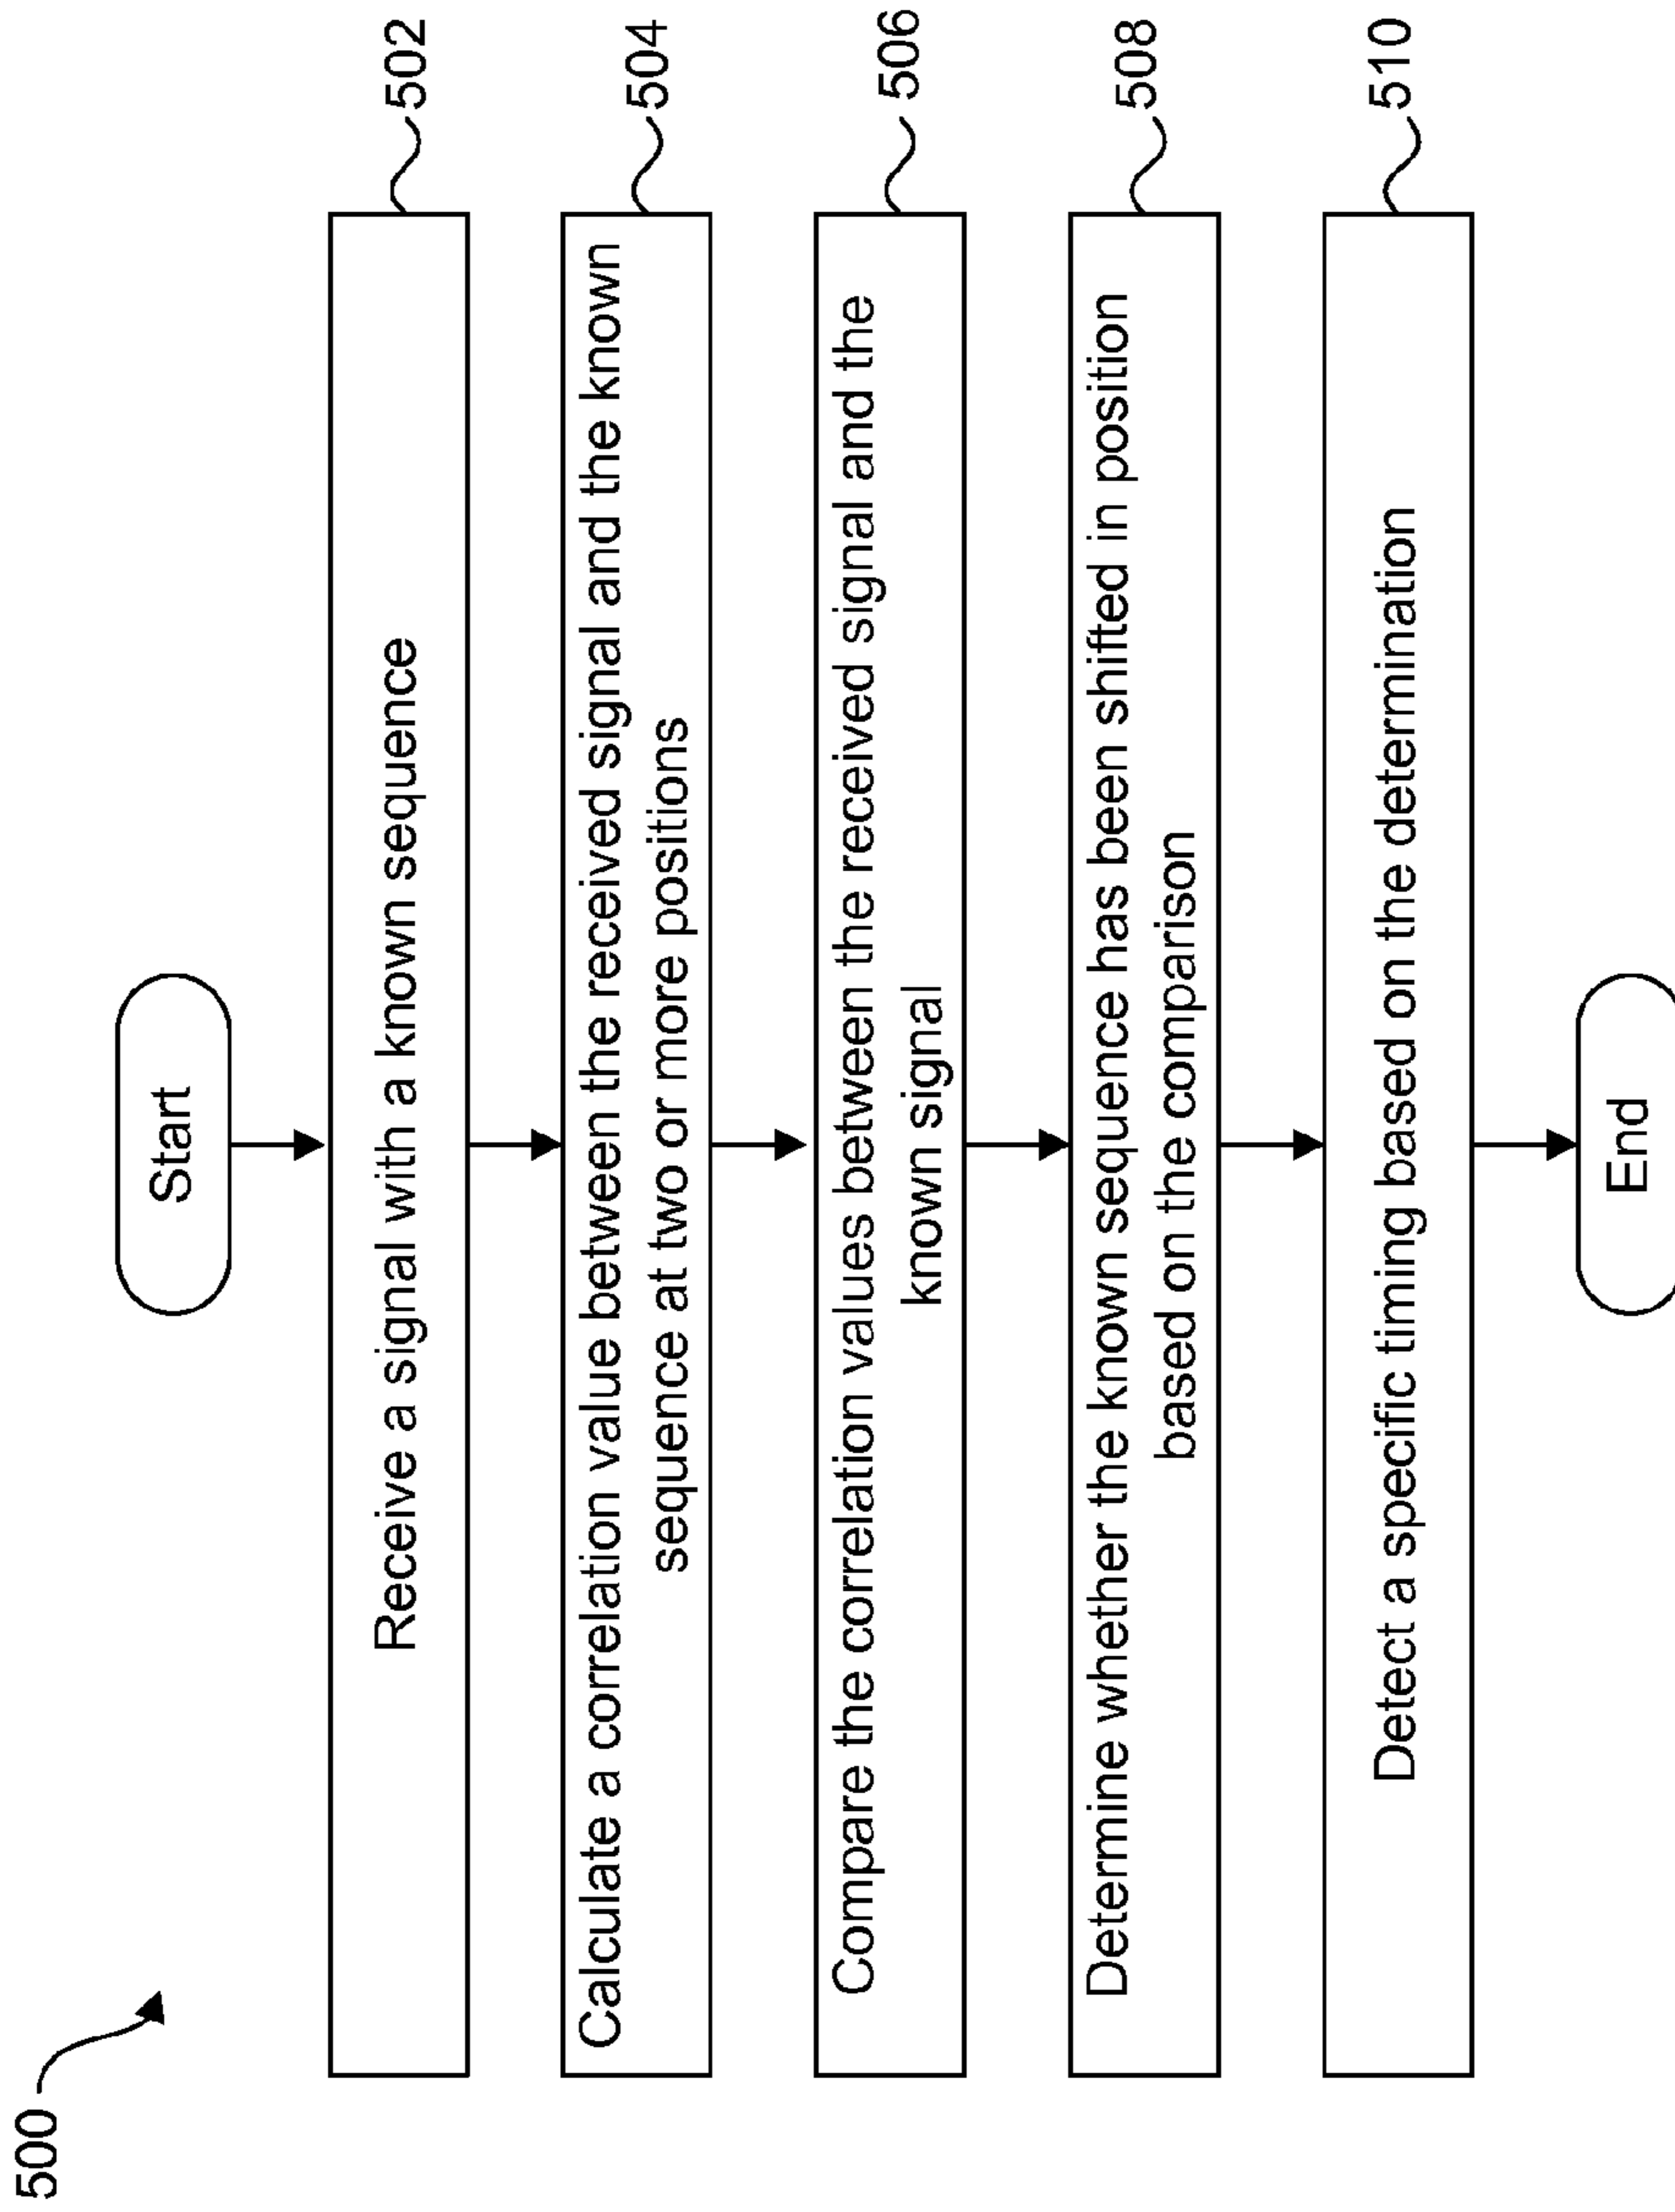 500
Start
Receive a signal with a known sequence
502
Calculate a correlation value between the received signal and the known
sequence at two or more positions
504
Compare the correlation values between the received signal and the
known signal
506
Determine whether the known sequence has been shifted in position
based on the comparison
508
Detect a specific timing based on the determination
510
End